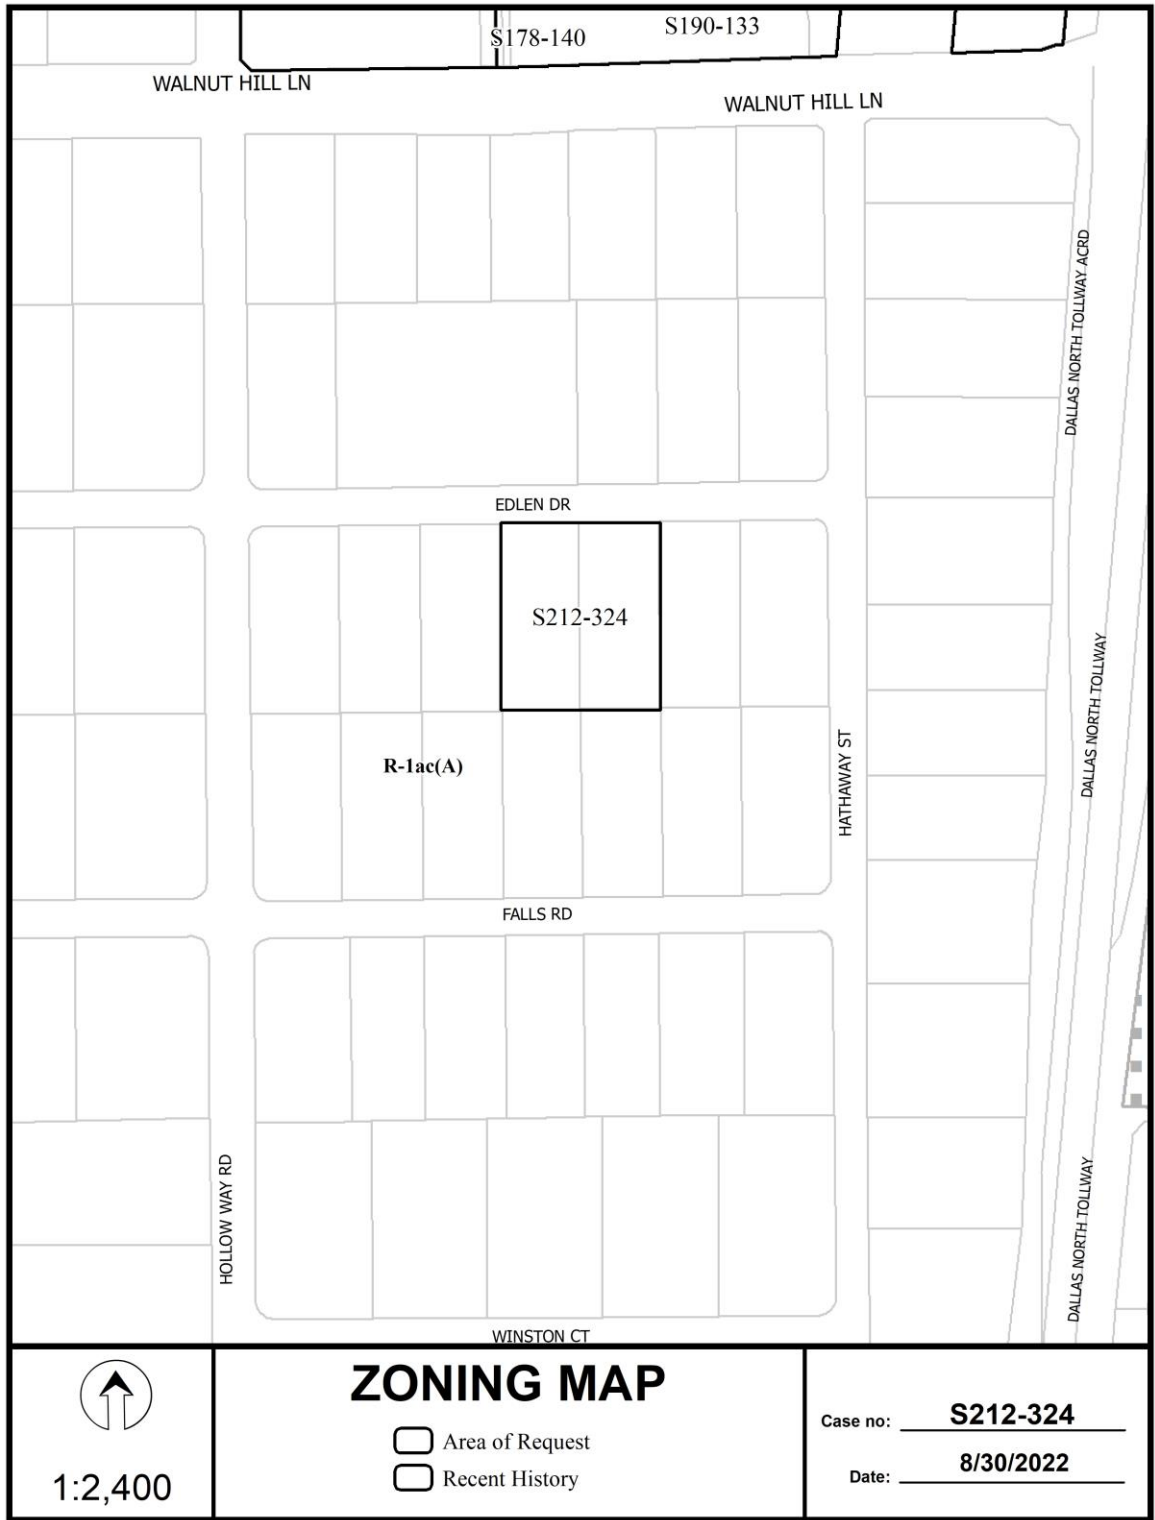 S178-140
S190-133
WALNUT HILL LN
WALNUT HILL LN
DALLAS NORTH TOLLWAY ACRD
EDLEN DR
S212-324
DALLAS NORTH TOLLWAY
HATHAWAY ST
R-1ac(A)
FALLS RD
HOLLOW WAY RD
DALLAS NORTH TOLLWAY
WINSTON CT
1:2,400
ZONING MAP
Area of Request
Recent History
Case no: S212-324
Date: 8/30/2022